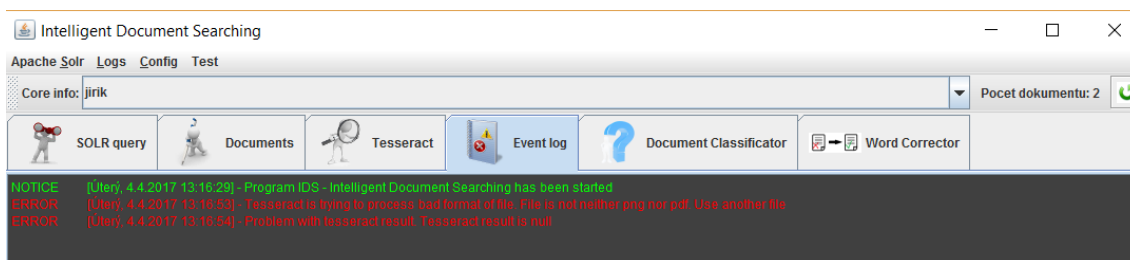 Intelligent Document Searching
Apache Solr Logs Config Test
Core info: jirik Pocet dokumentu: 2
SOLR query Documents Tesseract Event log Document Classificator Word Corrector
NOTICE [Úterý, 4.4.2017 13:16:29] - Program IDS - Intelligent Document Searching has been started
ERROR [Úterý, 4.4.2017 13:16:53] - Tesseract is trying to process bad format of file. File is not neither png nor pdf. Use another file
ERROR [Úterý, 4.4.2017 13:16:54] - Problem with tesseract result. Tesseract result is null